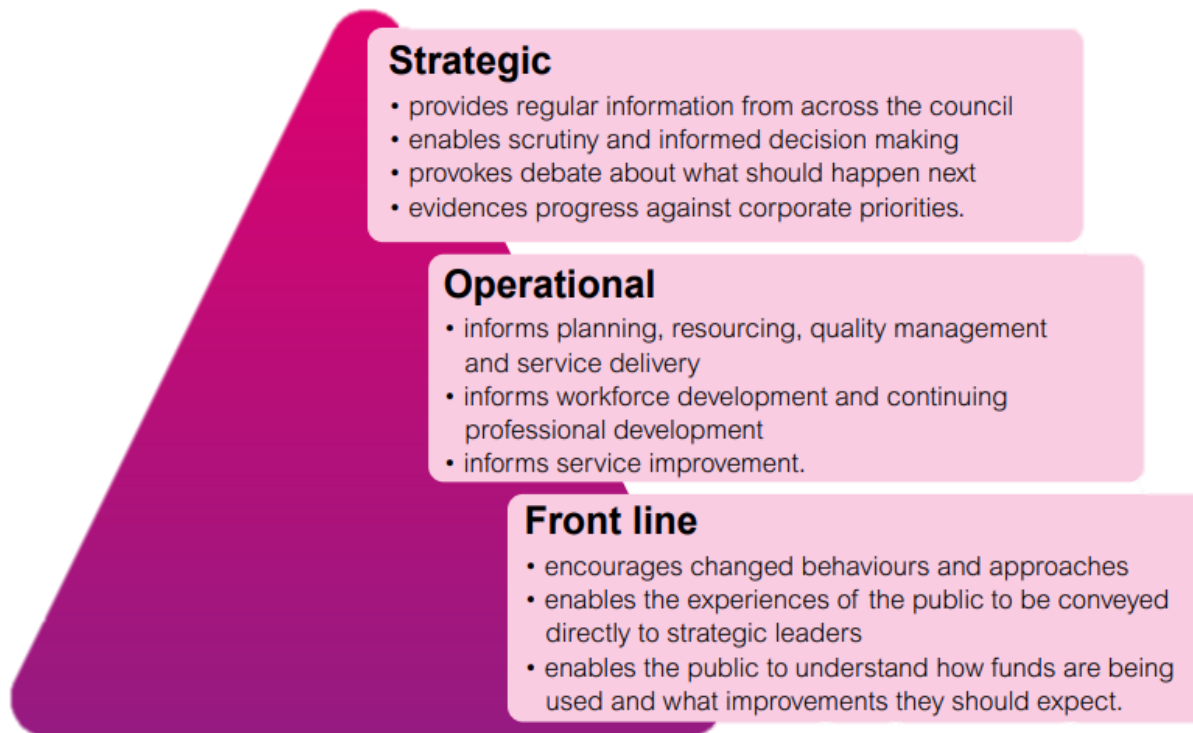 Strategic
• provides regular information from across the council
• enables scrutiny and informed decision making
• provokes debate about what should happen next
• evidences progress against corporate priorities.
Operational
• informs planning, resourcing, quality management
and service delivery
• informs workforce development and continuing
professional development
• informs service improvement.
Front line
• encourages changed behaviours and approaches
• enables the experiences of the public to be conveyed
directly to strategic leaders
• enables the public to understand how funds are being
used and what improvements they should expect.